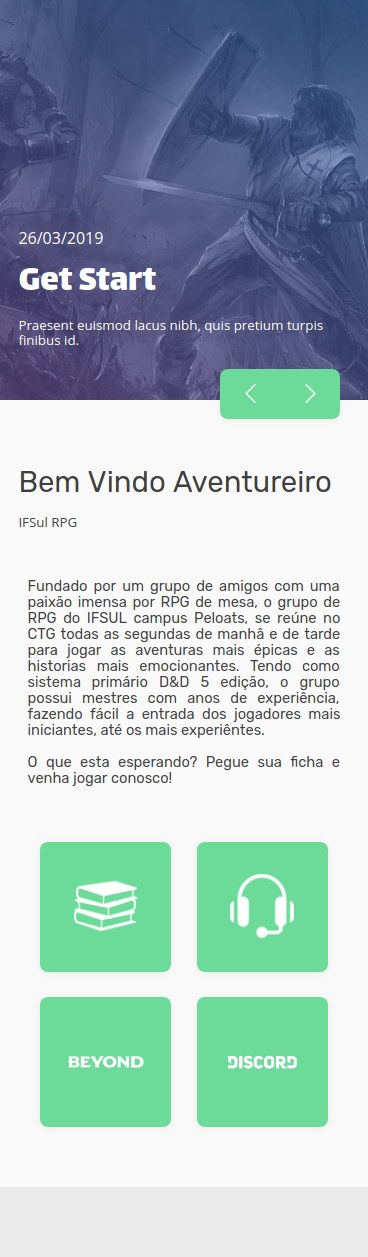 26/03/2019
Get Start
Praesent euismod lacus nibh, quis pretium turpis
finibus id.
Bem Vindo Aventureiro
IFSul RPG
Fundado por um grupo de amigos com uma
paixão imensa por RPG de mesa, o grupo de
RPG do IFSUL campus Peloats, se reúne no
CTG todas as segundas de manhã e de tarde
para jogar as aventuras mais épicas e as
historias mais emocionantes. Tendo como
sistema primário D&D 5 edição, o grupo
possui mestres com anos de experiência,
fazendo fácil a entrada dos jogadores mais
iniciantes, até os mais experiêntes.
O que esta esperando? Pegue sua ficha e
venha jogar conosco!
BEYOND
DISCORD